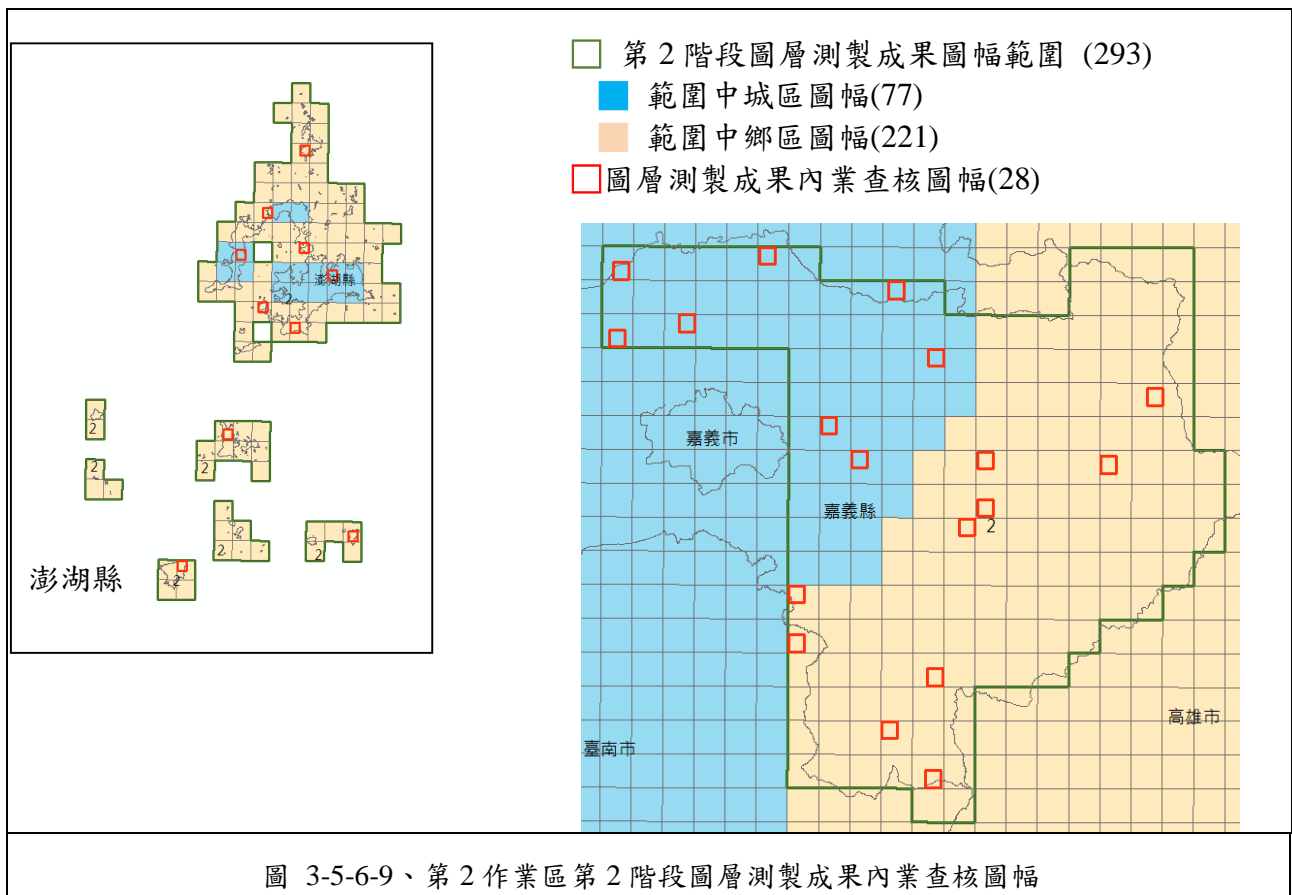 第 2 階段圖層測製成果圖幅範圍 (293)
範圍中城區圖幅(77)
範圍中鄉區圖幅(221)
圖層測製成果內業查核圖幅(28)
澎湖縣
2
2
2
2
2
2
2
澎湖縣
嘉義市
嘉義縣
2
臺南市
高雄市
圖 3-5-6-9、第 2 作業區第 2 階段圖層測製成果內業查核圖幅